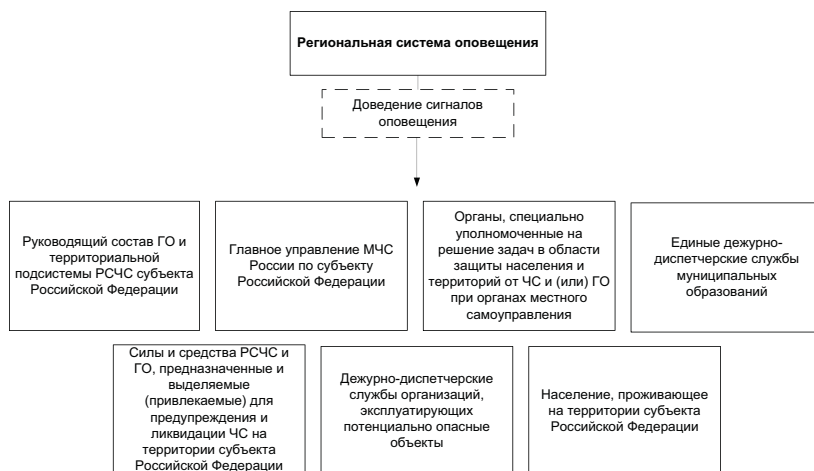 Региональная система оповещения
Доведение сигналов
оповещения
Руководящий состав ГО и
территориальной
подсистемы РСЧС субъекта
Российской Федерации
Главное управление МЧС
России по субъекту
Российской Федерации
Органы, специально
уполномоченные на
решение задач в области
защиты населения и
территорий от ЧС и (или) ГО
при органах местного
самоуправления
Единые дежурно-
диспетчерские службы
муниципальных
образований
Силы и средства РСЧС и
ГО, предназначенные и
выделяемые
(привлекаемые) для
предупреждения и
ликвидации ЧС на
территории субъекта
Российской Федерации
Дежурно-диспетчерские
службы организаций,
эксплуатирующих
потенциально опасные
объекты
Население, проживающее
на территории субъекта
Российской Федерации